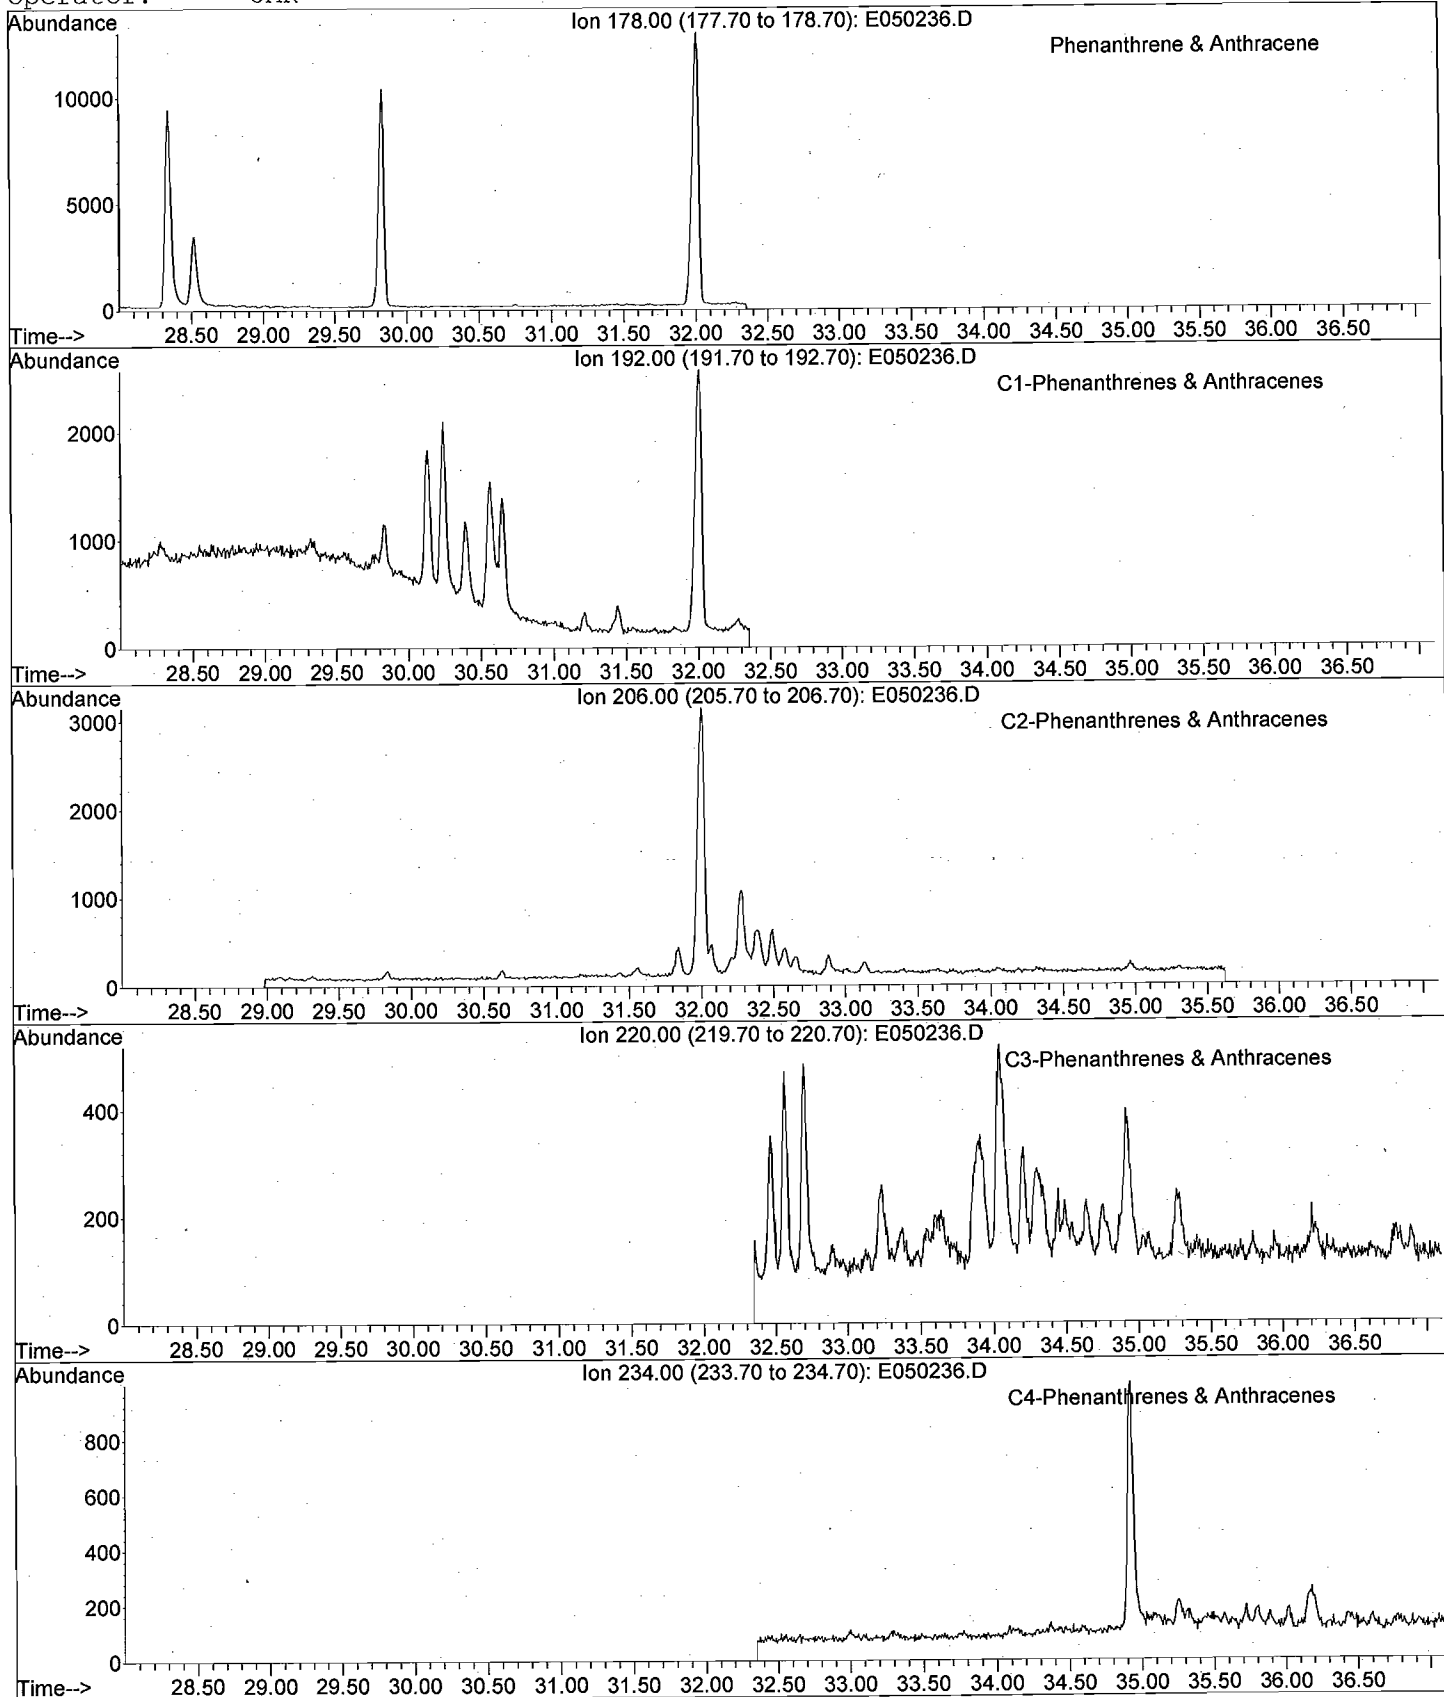 Operator:
Abundance
Ion 178.00 (177.70 to 178.70): E050236.D
Phenanthrene & Anthracene
10000
5000
0
Time-->
28.50 29.00 29.50 30.00 30.50 31.00 31.50 32.00 32.50 33.00 33.50 34.00 34.50 35.00 35.50 36.00 36.50
Abundance
Ion 192.00 (191.70 to 192.70): E050236.D
C1-Phenanthrenes & Anthracenes
2000
1000
0
Time-->
28.50 29.00 29.50 30.00 30.50 31.00 31.50 32.00 32.50 33.00 33.50 34.00 34.50 35.00 35.50 36.00 36.50
Abundance
Ion 206.00 (205.70 to 206.70): E050236.D
C2-Phenanthrenes & Anthracenes
3000
2000
1000
0
Time-->
28.50 29.00 29.50 30.00 30.50 31.00 31.50 32.00 32.50 33.00 33.50 34.00 34.50 35.00 35.50 36.00 36.50
Abundance
Ion 220.00 (219.70 to 220.70): E050236.D
C3-Phenanthrenes & Anthracenes
400
200
0
Time-->
28.50 29.00 29.50 30.00 30.50 31.00 31.50 32.00 32.50 33.00 33.50 34.00 34.50 35.00 35.50 36.00 36.50
Abundance
Ion 234.00 (233.70 to 234.70): E050236.D
C4-Phenanthrenes & Anthracenes
800
600
400
200
0
Time-->
28.50 29.00 29.50 30.00 30.50 31.00 31.50 32.00 32.50 33.00 33.50 34.00 34.50 35.00 35.50 36.00 36.50